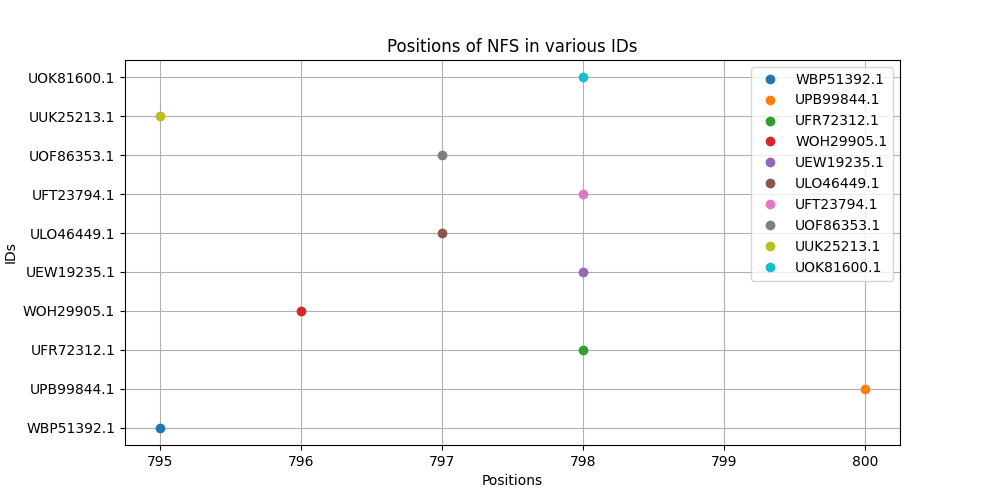 Positions of NFS in various IDs
UOK81600.1
UUK25213.1
UOF86353.1
UFT23794.1
ULO46449.1
UEW19235.1
WOH29905.1
UFR72312.1
UPB99844.1
WBP51392.1
IDs
795 796 797 798 799 800
Positions
WBP51392.1
UPB99844.1
UFR72312.1
WOH29905.1
UEW19235.1
ULO46449.1
UFT23794.1
UOF86353.1
UUK25213.1
UOK81600.1